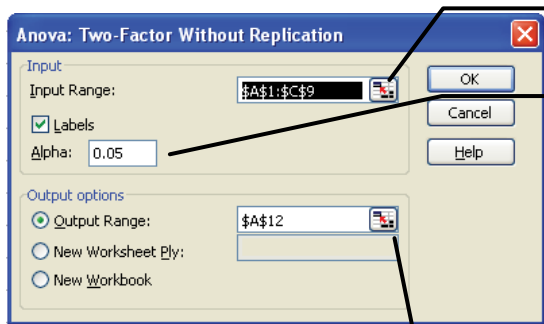 Anova: Two-Factor Without Replication
Input
Input Range: $A$1:$C$9
Labels
Alpha: 0.05
OK
Cancel
Help
Output options
Output Range: $A$12
New Worksheet Ply:
New Workbook